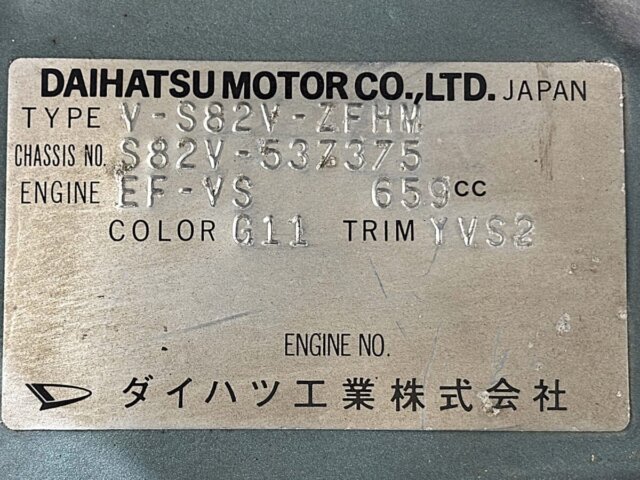 DAIHATSU MOTOR CO.,LTD. JAPAN
TYPE V-S82V-ZFHM
CHASSIS NO. S82V-537375
ENGINE EF-VS 659CC
COLOR G11 TRIM YVS2
ENGINE NO.
ダイハツ工業株式会社